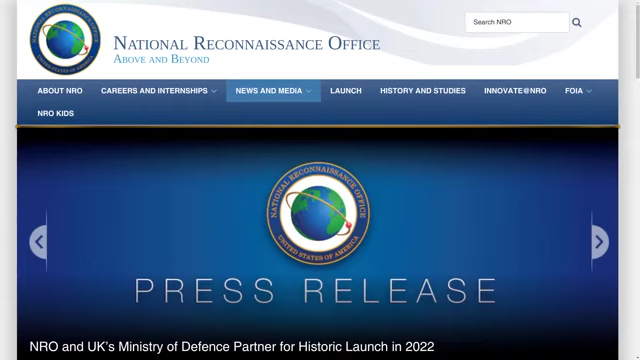 Search NRO
NATIONAL RECONNAISSANCE OFFICE
ABOVE AND BEYOND
ABOUT NRO CAREERS AND INTERNSHIPS NEWS AND MEDIA LAUNCH HISTORY AND STUDIES INNOVATE@NRO FOIA
NRO KIDS
NATIONAL RECONNAISSANCE OFFICE
UNITED STATES OF AMERICA
PRESS RELEASE
NRO and UK's Ministry of Defence Partner for Historic Launch in 2022